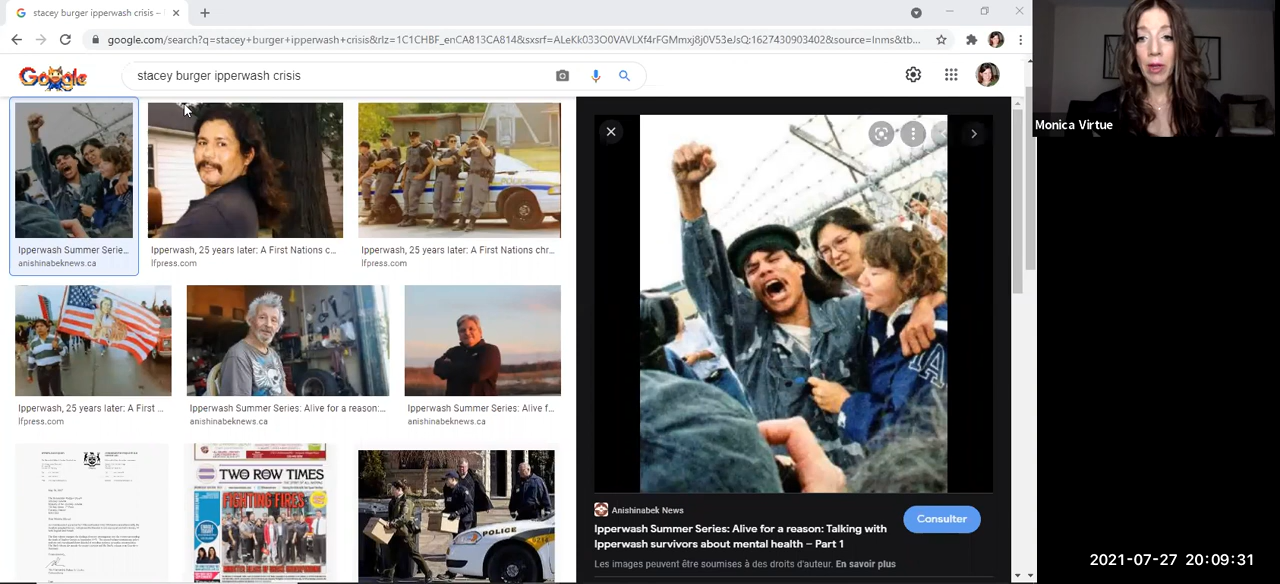 stacey burger ipperwash crisis –
google.com/search?q=stacey+burger+ipperwash+crisis&rlz=1C1CHBF_enCA813CA814&sxsrf=ALeKk033O0VAVLXf4rFGMmxj8j0V53eJsQ:1627430903402&source=lnms&tb...
Google
stacey burger ipperwash crisis
Monica Virtue
Ipperwash Summer Serie...
anishinabeknews.ca
Ipperwash, 25 years later: A First Nations c...
lfpress.com
Ipperwash, 25 years later: A First Nations chr...
lfpress.com
Ipperwash, 25 years later: A First ...
lfpress.com
Ipperwash Summer Series: Alive for a reason:...
anishinabeknews.ca
Ipperwash Summer Series: Alive f...
anishinabeknews.ca
TWO ROW TIMES
FIGHTING FIRES
POLICE
A
Anishinabek News
Ipperwash Summer Series: Alive for a reason: Talking with
Ipperwash survivors about mental health – Part 1
Consulter
Les images peuvent être soumises à des droits d'auteur. En savoir plus
2021-07-27 20:09:31